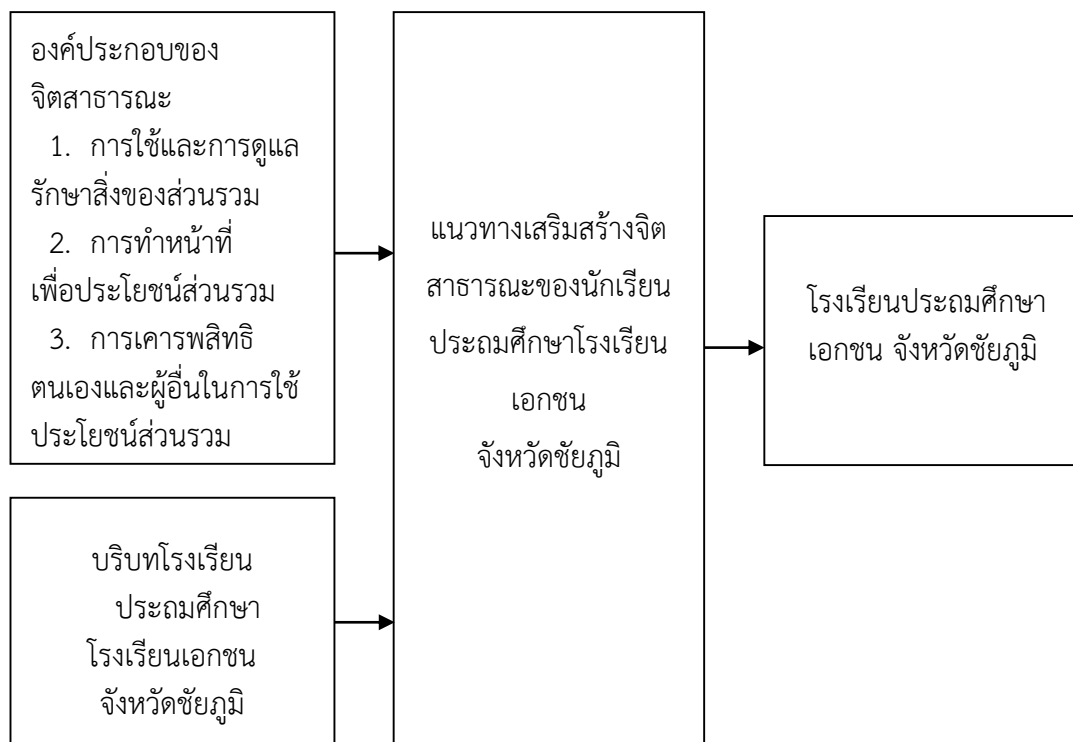 องค์ประกอบของ
จิตสาธารณะ
1. การใช้และการดูแล
รักษาสิ่งของส่วนรวม
2. การทำหน้าที่
เพื่อประโยชน์ส่วนรวม
3. การเคารพสิทธิ
ตนเองและผู้อื่นในการใช้
ประโยชน์ส่วนรวม
บริบทโรงเรียน
ประถมศึกษา
โรงเรียนเอกชน
จังหวัดชัยภูมิ
แนวทางเสริมสร้างจิต
สาธารณะของนักเรียน
ประถมศึกษาโรงเรียน
เอกชน
จังหวัดชัยภูมิ
โรงเรียนประถมศึกษา
เอกชน จังหวัดชัยภูมิ